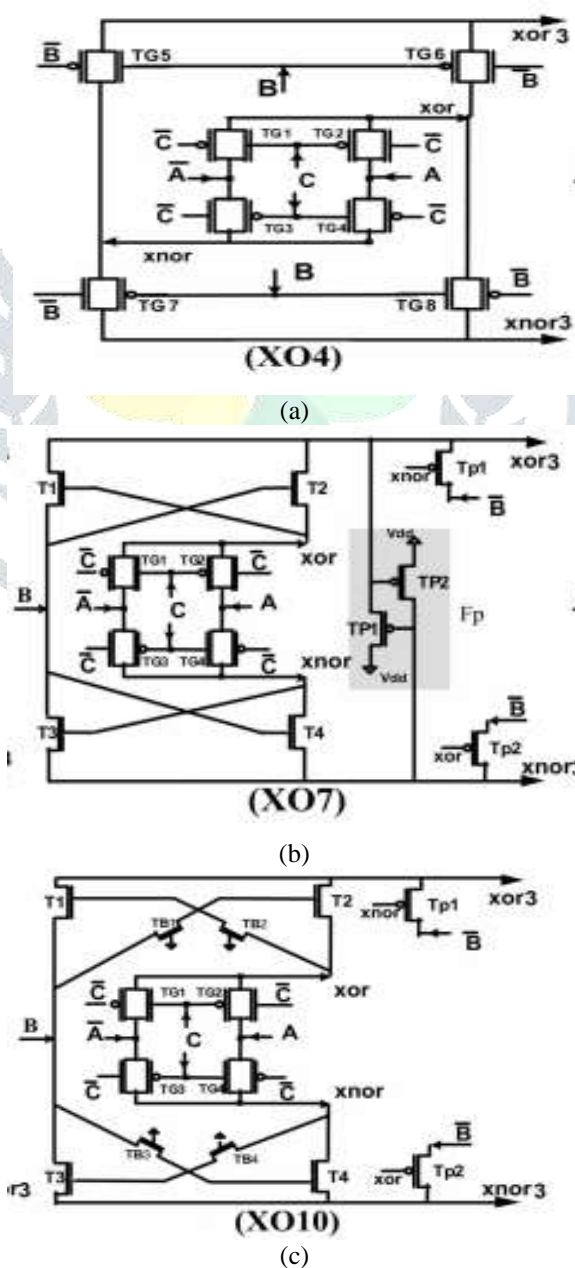 xor 3
B̅ TG5 TG6 B̅
B
xor
C̅ TG1 TG2 C̅
A̅ C A
C̅ TG3 TG4 C̅
xnor
B
B̅ TG7 TG8 B̅
xnor3
(XO4)
(a)
xor3
T1 T2 xnor Tp1
B̅
xor
C̅ TG1 TG2 C̅ Vdd
B A̅ C A TP2
TP1 Fp
C̅ TG3 TG4 C̅
xnor Vdd
B̅
T3 T4 xor Tp2
xnor3
(XO7)
(b)
xor3
T1 T2 xnor Tp1
TB1 TB2 B̅
xor
C̅ TG1 TG2 C̅
B A̅ C A
C̅ TG3 TG4 C̅
xnor
TB3 TB4 B̅
T3 T4 xor Tp2
or3 xnor3
(XO10)
(c)